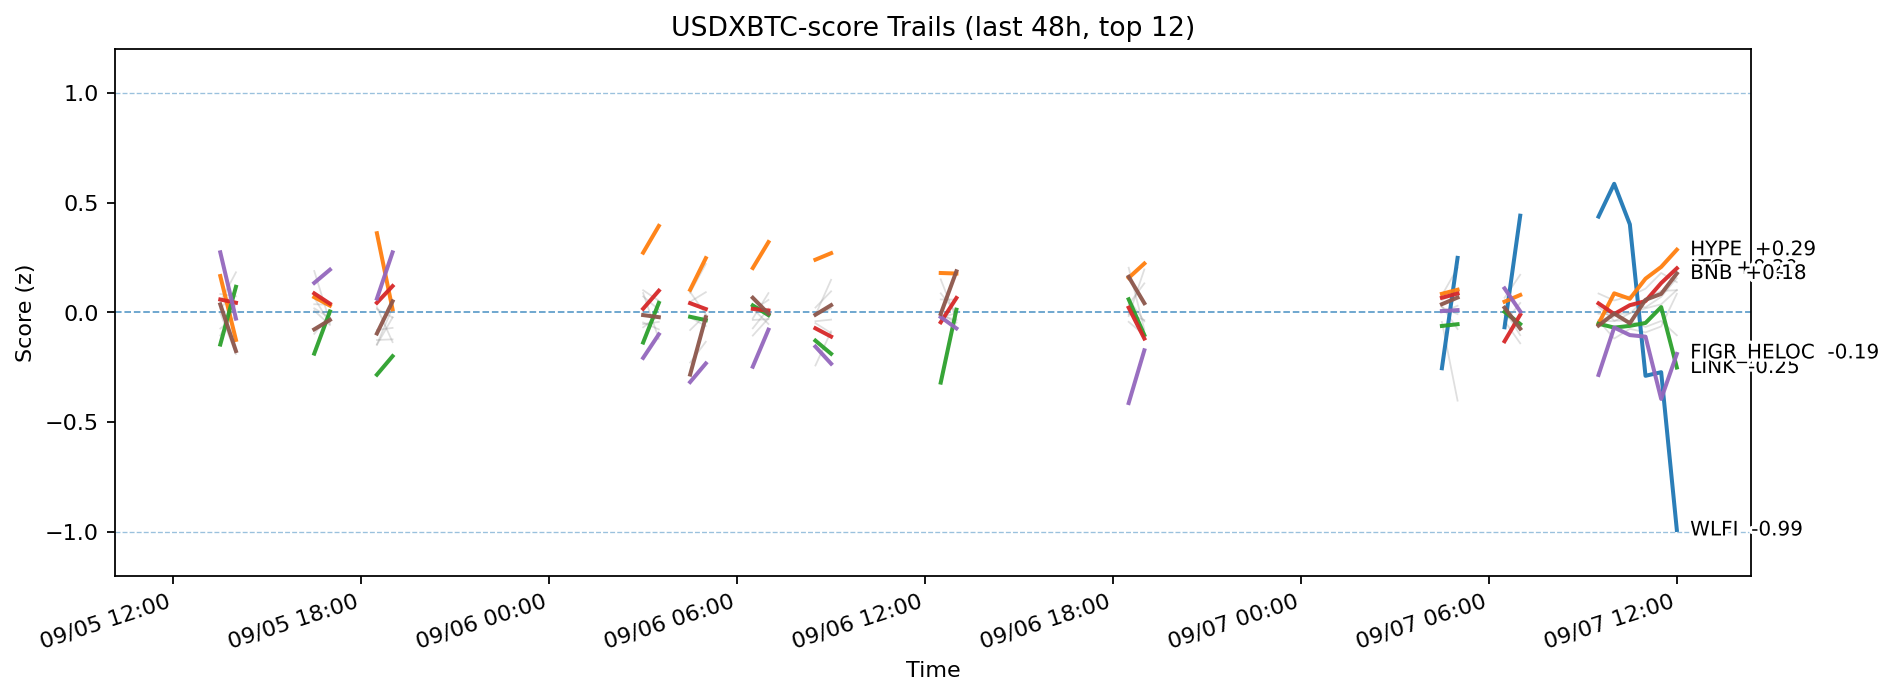 USDXBTC-score Trails (last 48h, top 12)
Score (z)
1.0
0.5
0.0
−0.5
−1.0
HYPE +0.29
BNB +0.18
FIGR_HELOC -0.19
LINK -0.25
WLFI -0.99
09/05 12:00
09/05 18:00
09/06 00:00
09/06 06:00
09/06 12:00
09/06 18:00
09/07 00:00
09/07 06:00
09/07 12:00
Time